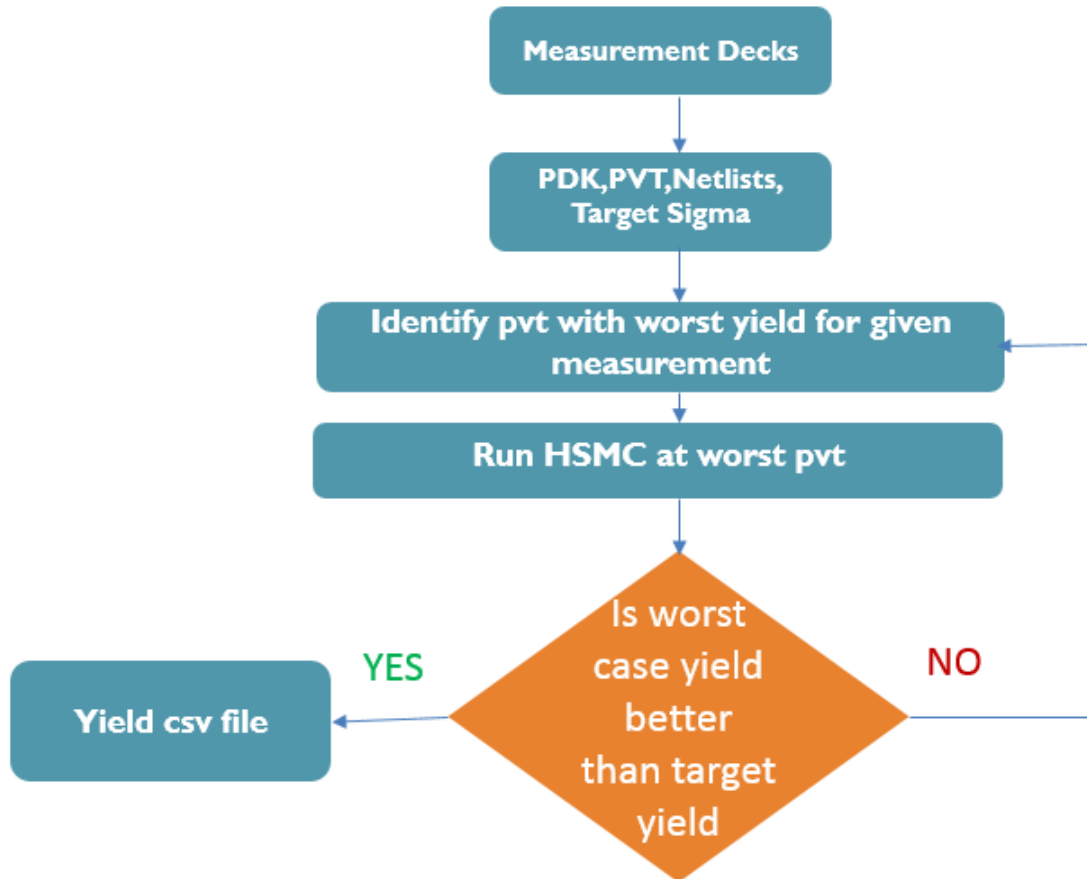 Measurement Decks
PDK,PVT,Netlists,
Target Sigma
Identify pvt with worst yield for given
measurement
Run HSMC at worst pvt
Is worst
case yield
better
than target
yield
YES
NO
Yield csv file